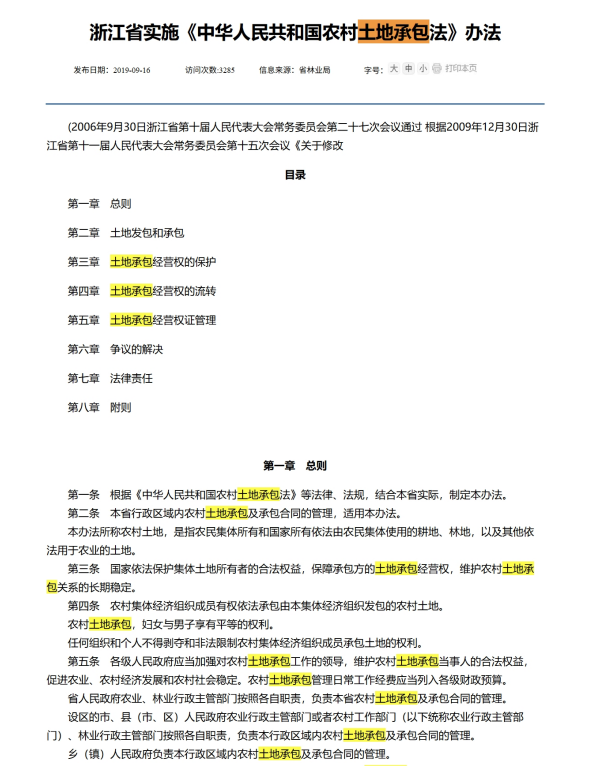 浙江省实施《中华人民共和国农村土地承包法》办法
发布日期：2019-09-16 访问次数:3285 信息来源：省林业局 字号： 大 中 小 打印本页
(2006年9月30日浙江省第十届人民代表大会常务委员会第二十七次会议通过 根据2009年12月30日浙
江省第十一届人民代表大会常务委员会第十五次会议《关于修改
目录
第一章 总则
第二章 土地发包和承包
第三章 土地承包经营权的保护
第四章 土地承包经营权的流转
第五章 土地承包经营权证管理
第六章 争议的解决
第七章 法律责任
第八章 附则
第一章 总则
第一条 根据《中华人民共和国农村土地承包法》等法律、法规，结合本省实际，制定本办法。
第二条 本省行政区域内农村土地承包及承包合同的管理，适用本办法。
本办法所称农村土地，是指农民集体所有和国家所有依法由农民集体使用的耕地、林地，以及其他依
法用于农业的土地。
第三条 国家依法保护集体土地所有者的合法权益，保障承包方的土地承包经营权，维护农村土地承
包关系的长期稳定。
第四条 农村集体经济组织成员有权依法承包由本集体经济组织发包的农村土地。
农村土地承包，妇女与男子享有平等的权利。
任何组织和个人不得剥夺和非法限制农村集体经济组织成员承包土地的权利。
第五条 各级人民政府应当加强对农村土地承包工作的领导，维护农村土地承包当事人的合法权益，
促进农业、农村经济发展和农村社会稳定。农村土地承包管理日常工作经费应当列入各级财政预算。
省人民政府农业、林业行政主管部门按照各自职责，负责本省农村土地承包及承包合同的管理。
设区的市、县（市、区）人民政府农业行政主管部门或者农村工作部门（以下统称农业行政主管部
门）、林业行政主管部门按照各自职责，负责本行政区域内农村土地承包及承包合同的管理。
乡（镇）人民政府负责本行政区域内农村土地承包及承包合同的管理。